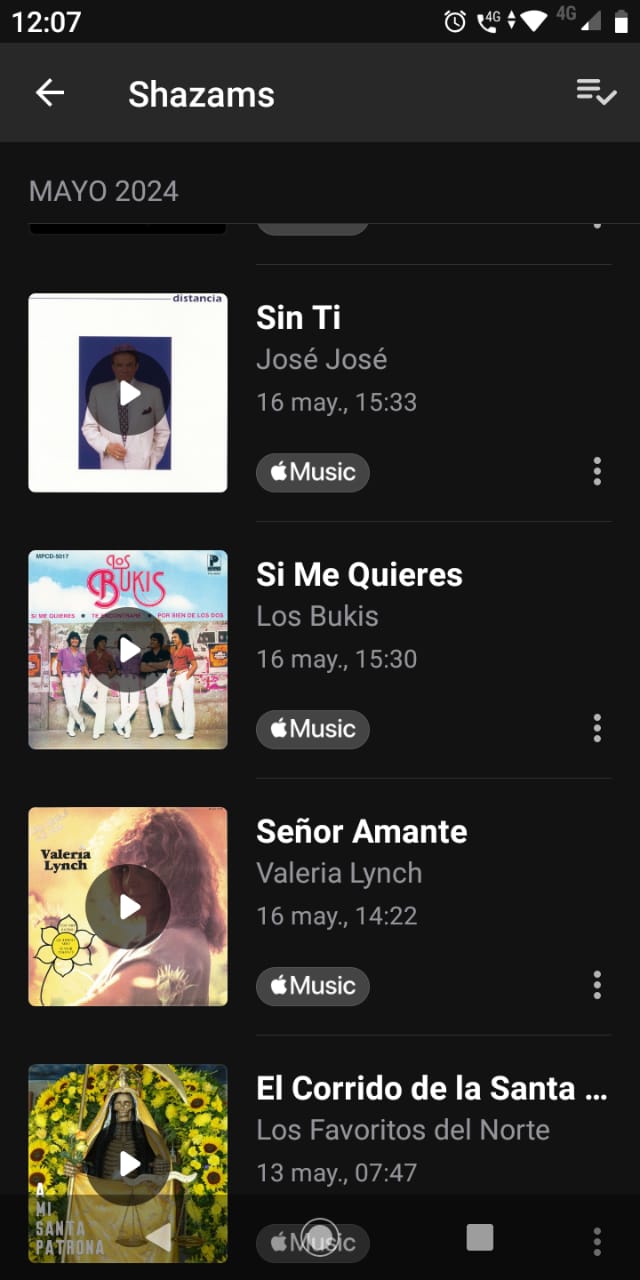 12:07
4G
4G
Shazams
MAYO 2024
distancia
Sin Ti
José José
16 may., 15:33
Music
MPCD-5017
LOS BUKIS
SI ME QUIERES • TE ENCONTRARE • POR BIEN DE LOS DOS
Si Me Quieres
Los Bukis
16 may., 15:30
Music
Valeria
Lynch
Señor Amante
Valeria Lynch
16 may., 14:22
Music
El Corrido de la Santa ...
Los Favoritos del Norte
13 may., 07:47
A
MI
SANTA
PATRONA
Music